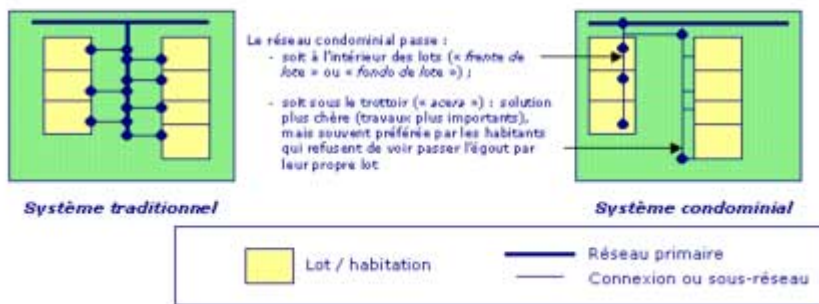 Le réseau condominial passe :
- soit à l'intérieur des lots (« frente de
lote » ou « fondo de lote ») ;
- soit sous le trottoir (« acera ») : solution
plus chère (travaux plus importants),
mais souvent préférée par les habitants
qui refusent de voir passer l'égout par
leur propre lot
Système traditionnel
Système condominial
Lot / habitation
Réseau primaire
Connexion ou sous-réseau